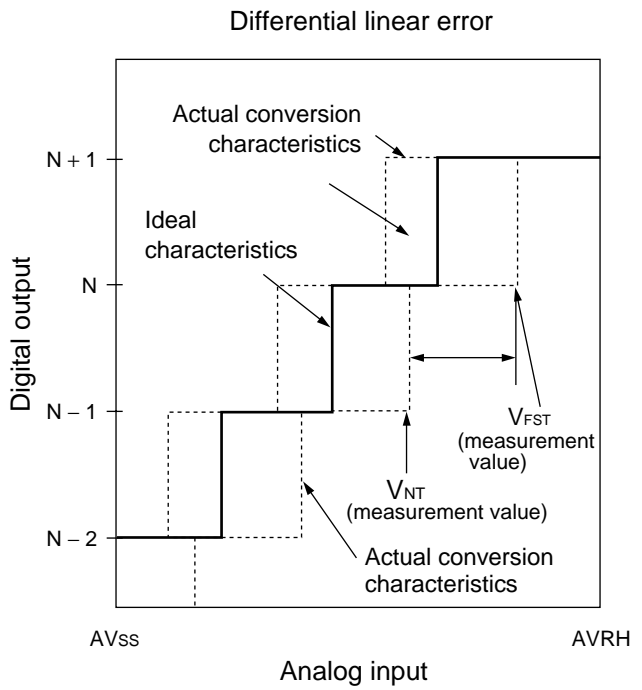 Differential linear error
Actual conversion
characteristics
N + 1
Ideal
characteristics
N
Digital output
N – 1
VFST
(measurement
value)
VNT
(measurement value)
N – 2
Actual conversion
characteristics
AVSS
AVRH
Analog input